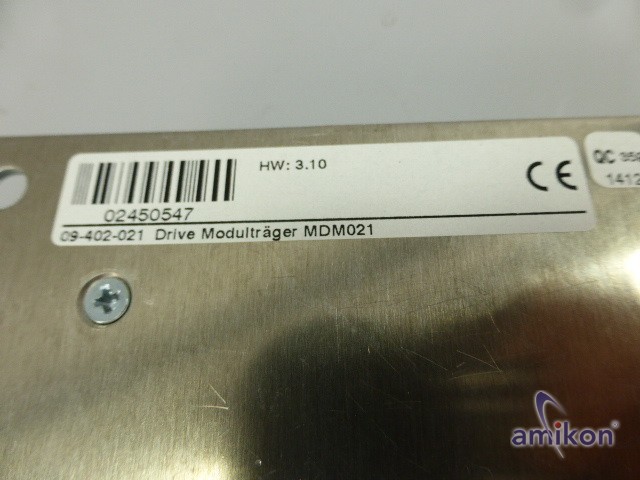 HW: 3.10
02450547
09-402-021 Drive Modulträger MDM021
CE
QC
1412
amikon